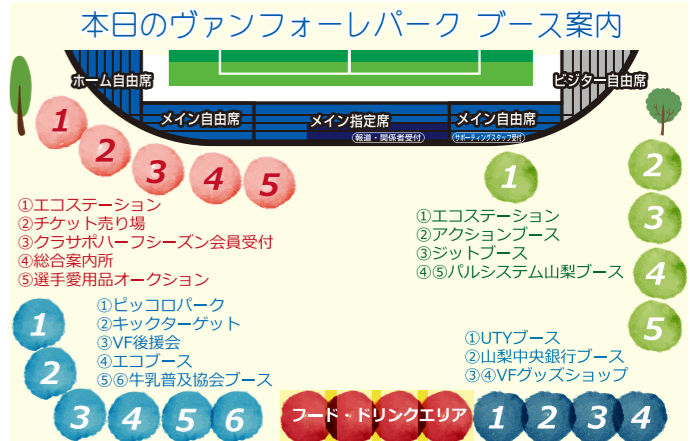 本日のヴァンフォーレパーク ブース案内
ホーム自由席
ビジター自由席
メイン自由席
メイン指定席
メイン自由席
報道・関係者受付
サポーティングスタッフ受付
1
2
3
4
5
①エコステーション
②チケット売り場
③クラサポハーフシーズン会員受付
④総合案内所
⑤選手愛用品オークション
1
2
3
4
5
①エコステーション
②アクションブース
③ジットブース
④⑤パルシステム山梨ブース
1
2
3
4
5
6
①ピッコロパーク
②キックターゲット
③VF後援会
④エコブース
⑤⑥牛乳普及協会ブース
①UTYブース
②山梨中央銀行ブース
③④VFグッズショップ
フード・ドリンクエリア
1
2
3
4